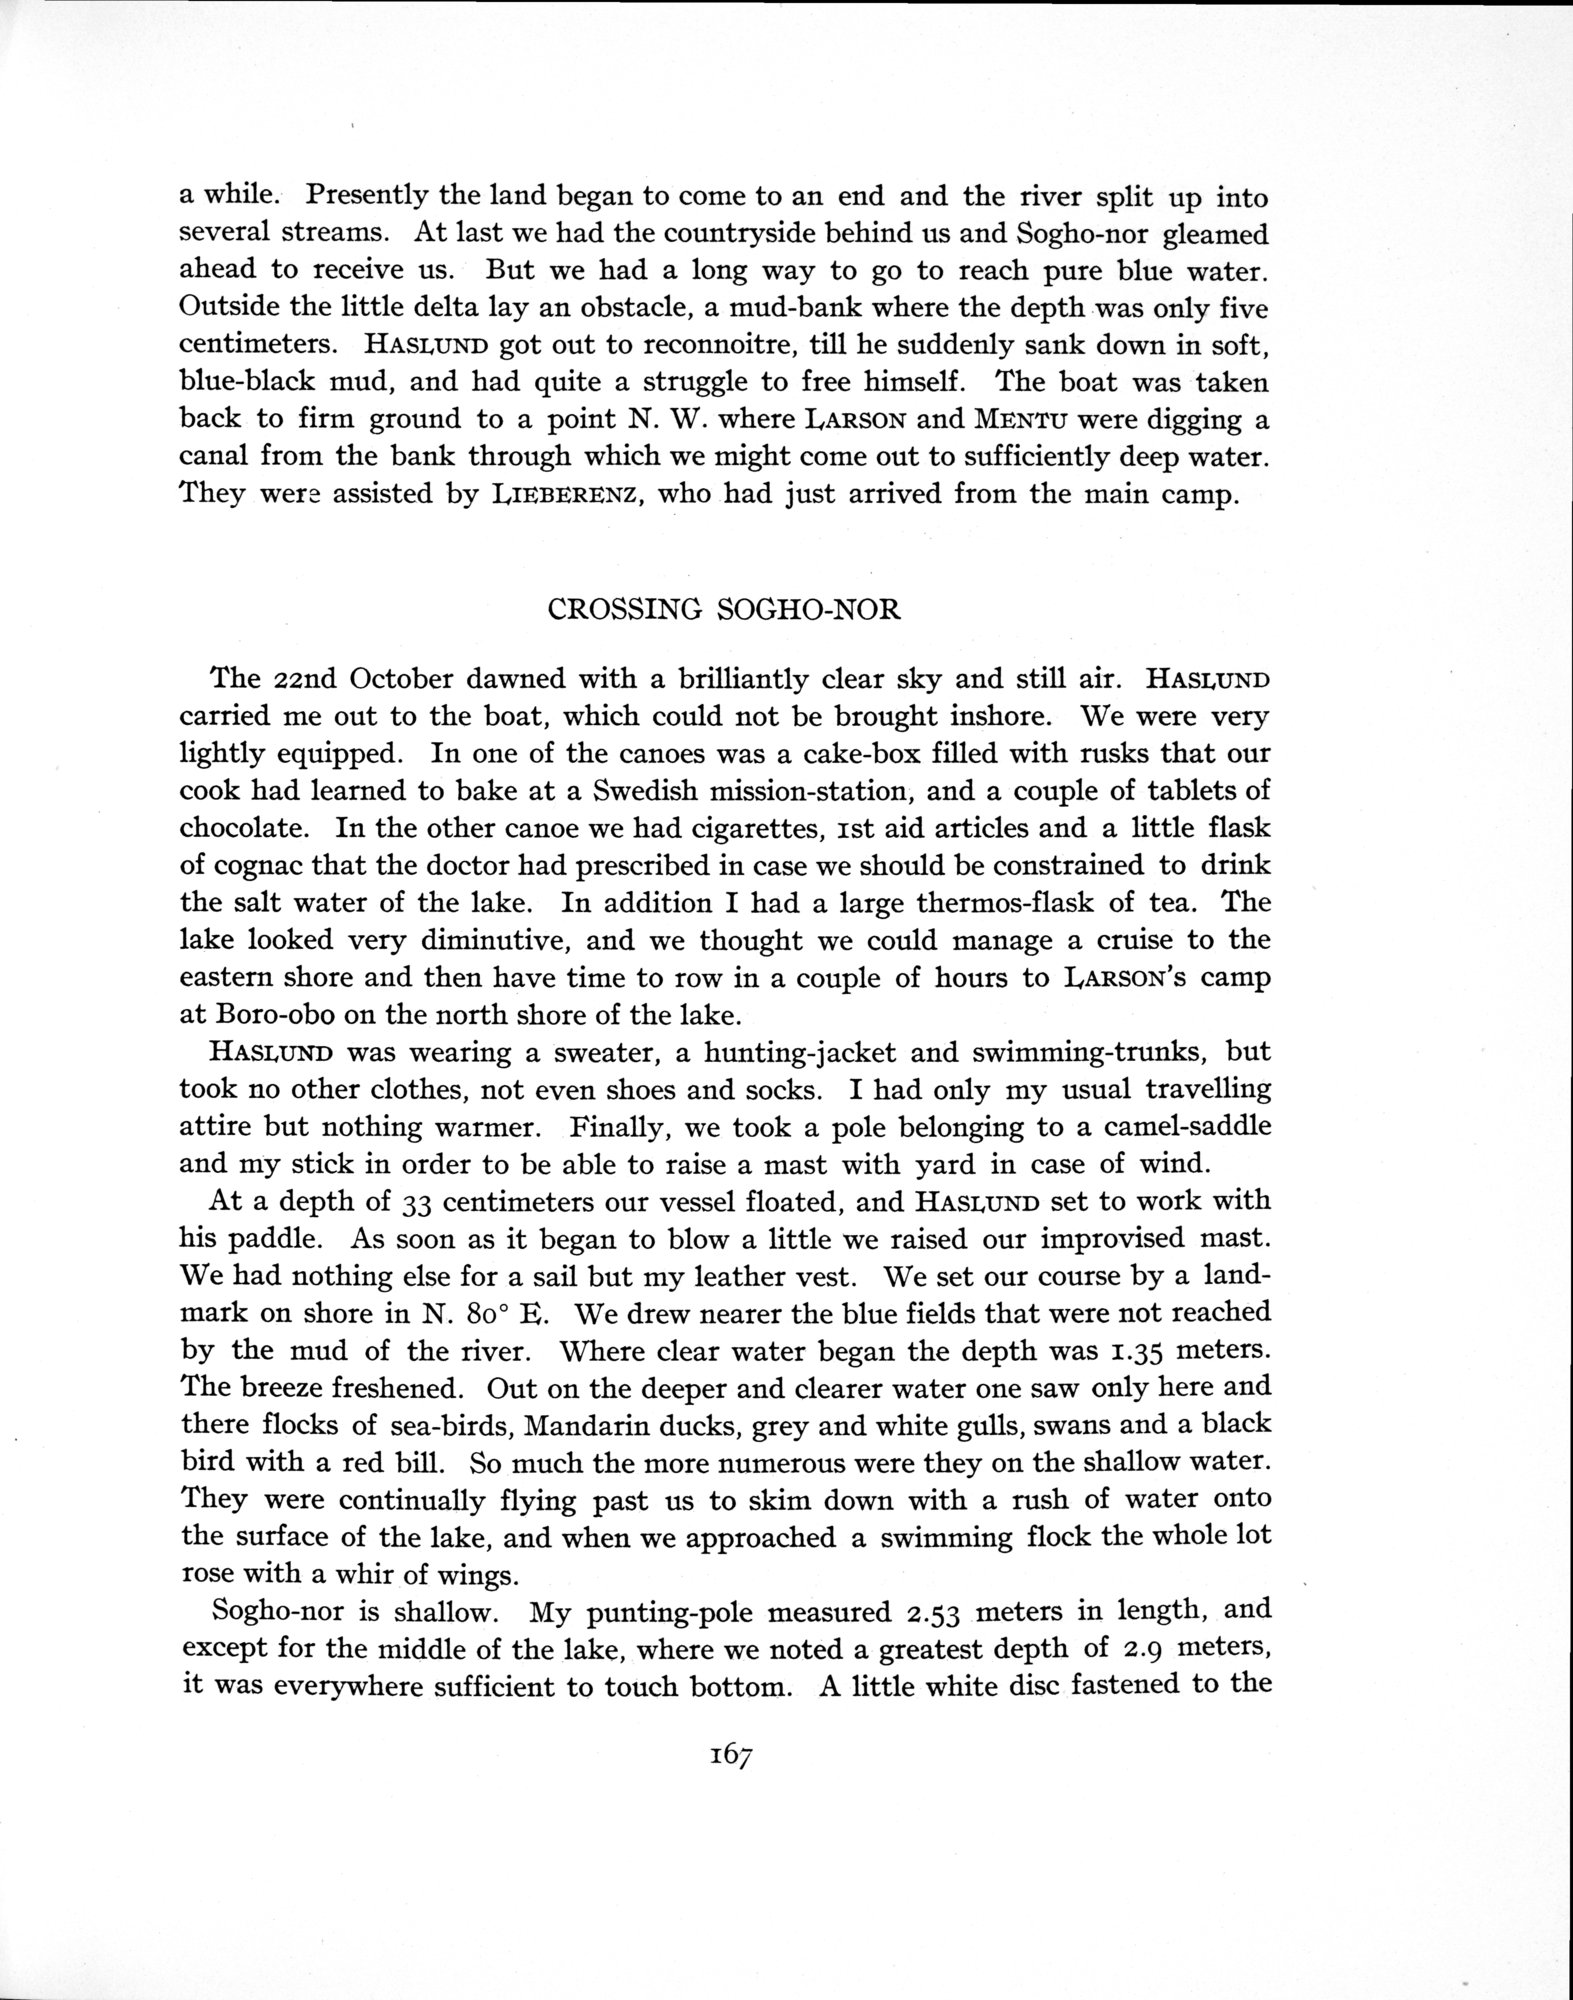 a while. Presently the land began to come to an end and the river split up into
several streams. At last we had the countryside behind us and Sogho-nor gleamed
ahead to receive us. But we had a long way to go to reach pure blue water.
Outside the little delta lay an obstacle, a mud-bank where the depth was only five
centimeters. HASLUND got out to reconnoitre, till he suddenly sank down in soft,
blue-black mud, and had quite a struggle to free himself. The boat was taken
back to firm ground to a point N. W. where LARSON and MENTU were digging a
canal from the bank through which we might come out to sufficiently deep water.
They were assisted by LIEBERENZ, who had just arrived from the main camp.
CROSSING SOGHO-NOR
The 22nd October dawned with a brilliantly clear sky and still air. HASLUND
carried me out to the boat, which could not be brought inshore. We were very
lightly equipped. In one of the canoes was a cake-box filled with rusks that our
cook had learned to bake at a Swedish mission-station, and a couple of tablets of
chocolate. In the other canoe we had cigarettes, 1st aid articles and a little flask
of cognac that the doctor had prescribed in case we should be constrained to drink
the salt water of the lake. In addition I had a large thermos-flask of tea. The
lake looked very diminutive, and we thought we could manage a cruise to the
eastern shore and then have time to row in a couple of hours to LARSON's camp
at Boro-obo on the north shore of the lake.
HASLUND was wearing a sweater, a hunting-jacket and swimming-trunks, but
took no other clothes, not even shoes and socks. I had only my usual travelling
attire but nothing warmer. Finally, we took a pole belonging to a camel-saddle
and my stick in order to be able to raise a mast with yard in case of wind.
At a depth of 33 centimeters our vessel floated, and HASLUND set to work with
his paddle. As soon as it began to blow a little we raised our improvised mast.
We had nothing else for a sail but my leather vest. We set our course by a land-
mark on shore in N. 80° E. We drew nearer the blue fields that were not reached
by the mud of the river. Where clear water began the depth was 1.35 meters.
The breeze freshened. Out on the deeper and clearer water one saw only here and
there flocks of sea-birds, Mandarin ducks, grey and white gulls, swans and a black
bird with a red bill. So much the more numerous were they on the shallow water.
They were continually flying past us to skim down with a rush of water onto
the surface of the lake, and when we approached a swimming flock the whole lot
rose with a whir of wings.
Sogho-nor is shallow. My punting-pole measured 2.53 meters in length, and
except for the middle of the lake, where we noted a greatest depth of 2.9 meters,
it was everywhere sufficient to touch bottom. A little white disc fastened to the
167